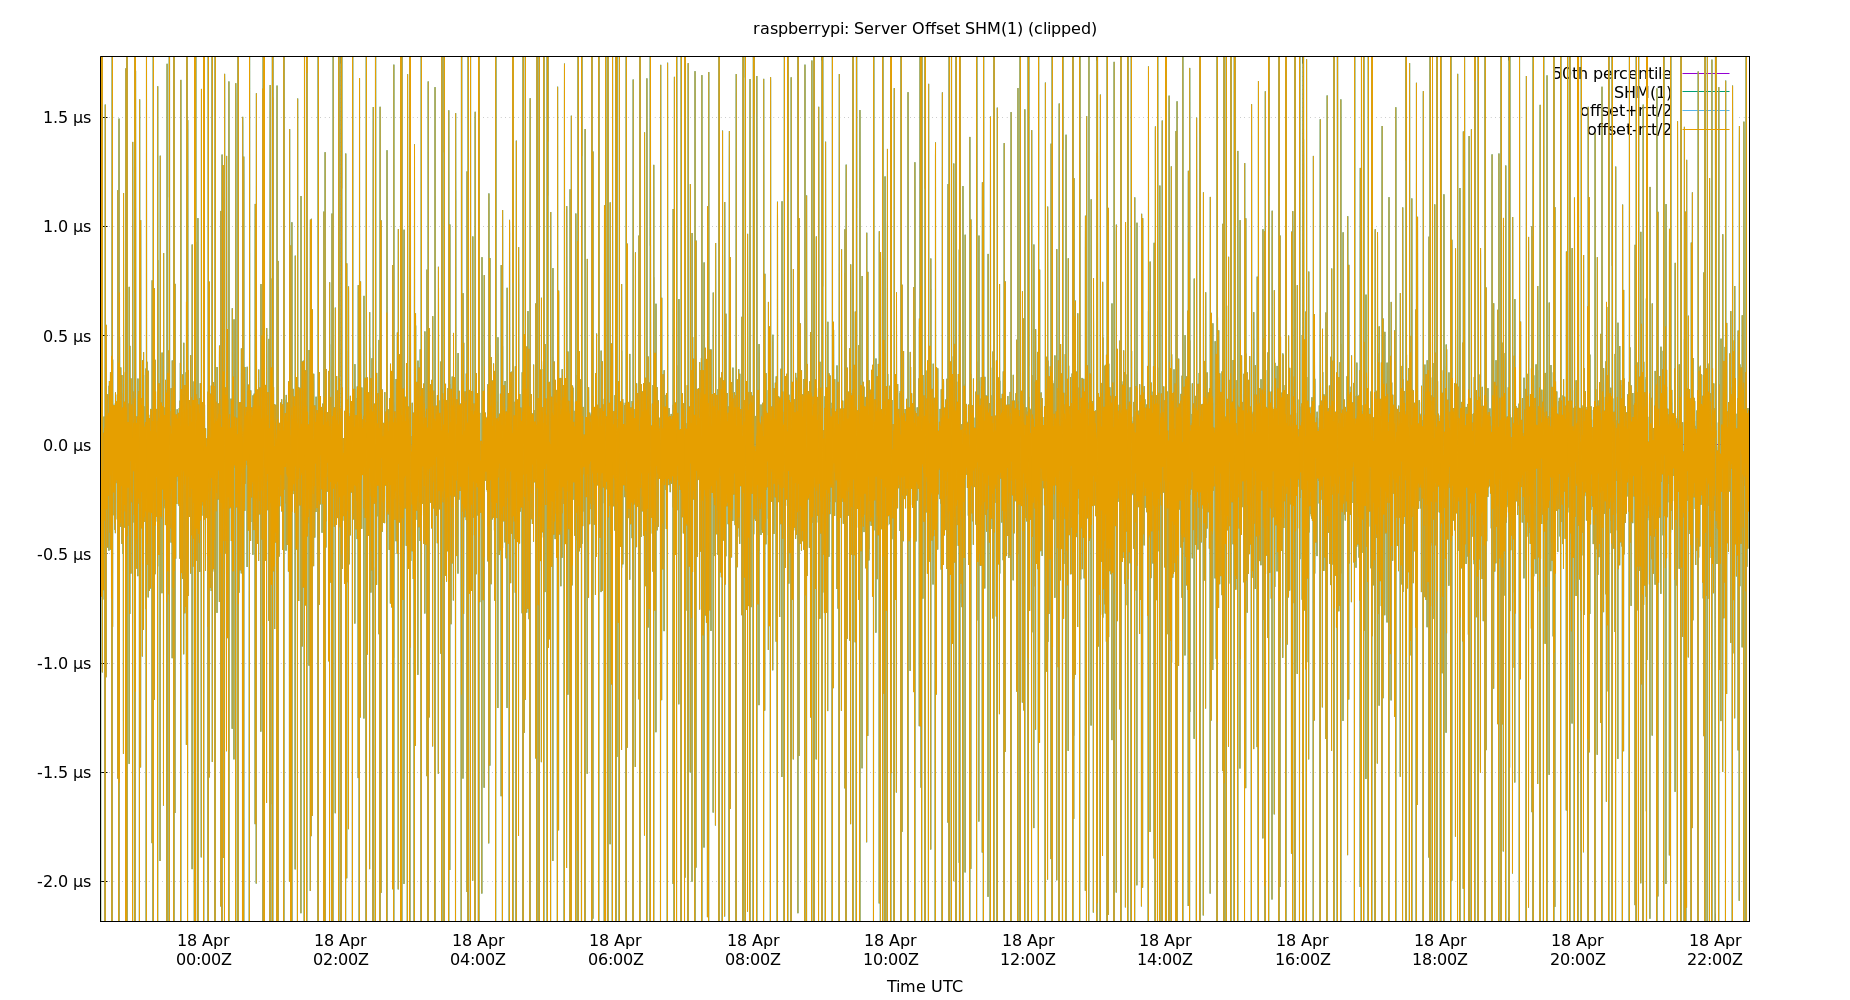 raspberrypi: Server Offset SHM(1) (clipped)
50th percentile
SHM(1)
offset+rtt/2
offset-rtt/2
1.5 µs
1.0 µs
0.5 µs
0.0 µs
-0.5 µs
-1.0 µs
-1.5 µs
-2.0 µs
18 Apr 18 Apr 18 Apr 18 Apr 18 Apr 18 Apr 18 Apr 18 Apr 18 Apr 18 Apr 18 Apr 18 Apr
00:00Z 02:00Z 04:00Z 06:00Z 08:00Z 10:00Z 12:00Z 14:00Z 16:00Z 18:00Z 20:00Z 22:00Z
Time UTC